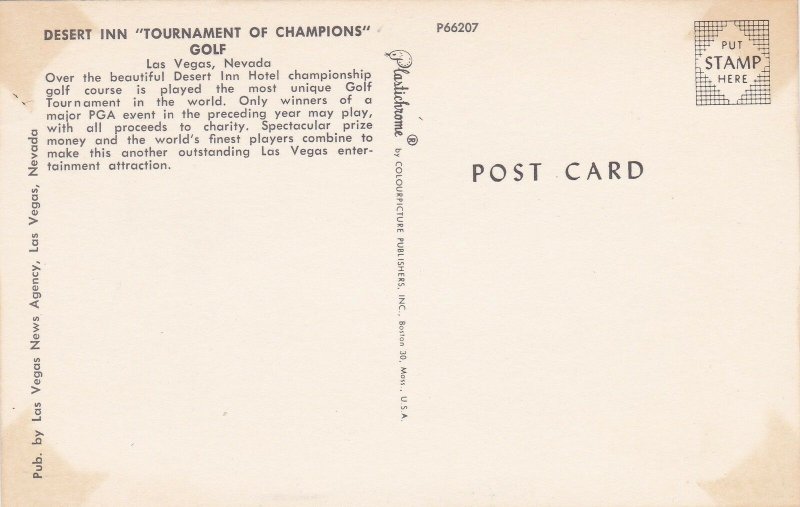 DESERT INN "TOURNAMENT OF CHAMPIONS"
GOLF
Las Vegas, Nevada
Over the beautiful Desert Inn Hotel championship
golf course is played the most unique Golf
Tournament in the world. Only winners of a
major PGA event in the preceding year may play,
with all proceeds to charity. Spectacular prize
money and the world's finest players combine to
make this another outstanding Las Vegas enter-
tainment attraction.
Pub. by Las Vegas News Agency, Las Vegas, Nevada
P66207
Plastichrome ® by COLOURPICTURE PUBLISHERS, INC., Boston 30, Mass., U.S.A.
PUT
STAMP
HERE
POST CARD